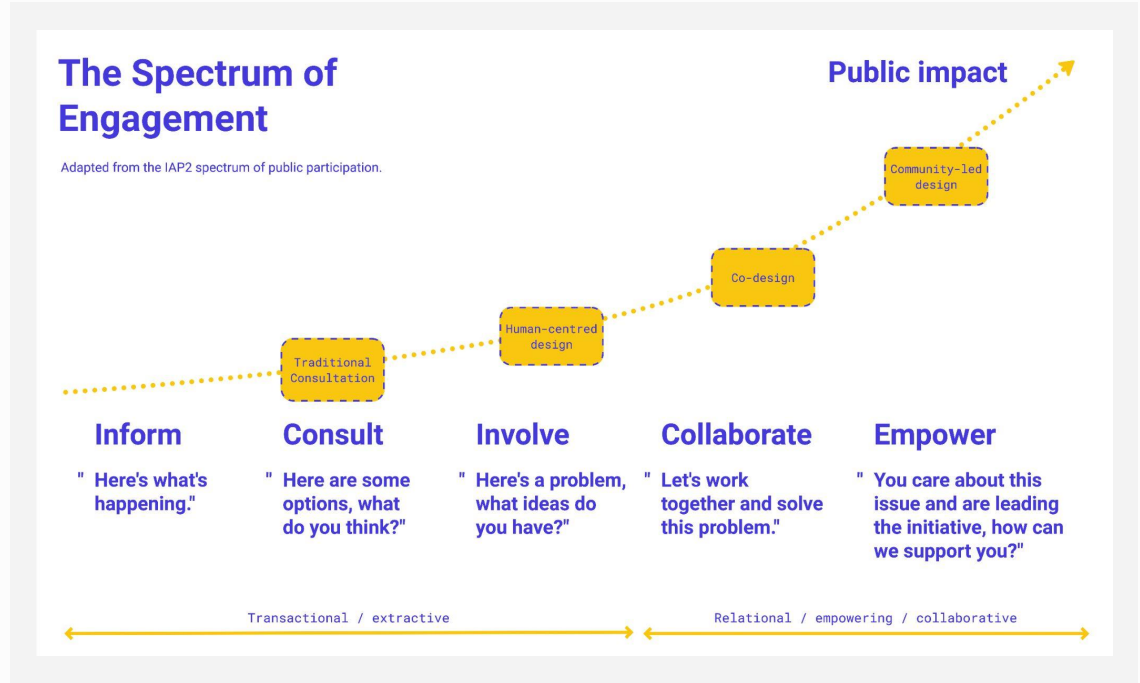 The Spectrum of
Engagement
Adapted from the IAP2 spectrum of public participation.
Public impact
Community-led
design
Co-design
Human-centred
design
Traditional
Consultation
Inform
" Here's what's
happening."
Consult
" Here are some
options, what
do you think?"
Involve
" Here's a problem,
what ideas do
you have?"
Collaborate
" Let's work
together and solve
this problem."
Empower
" You care about this
issue and are leading
the initiative, how can
we support you?"
Transactional / extractive
Relational / empowering / collaborative